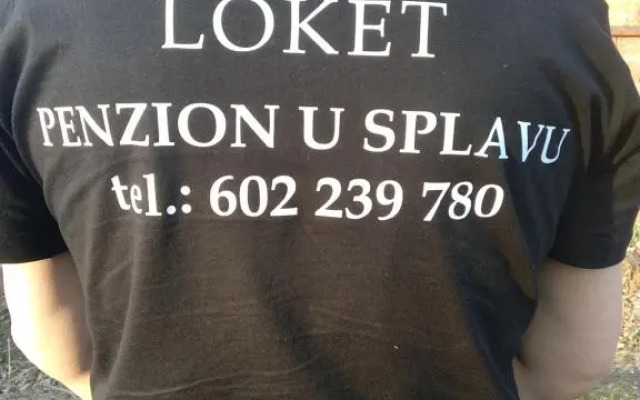 LOKET
PENZION U SPLAVU
tel.: 602 239 780